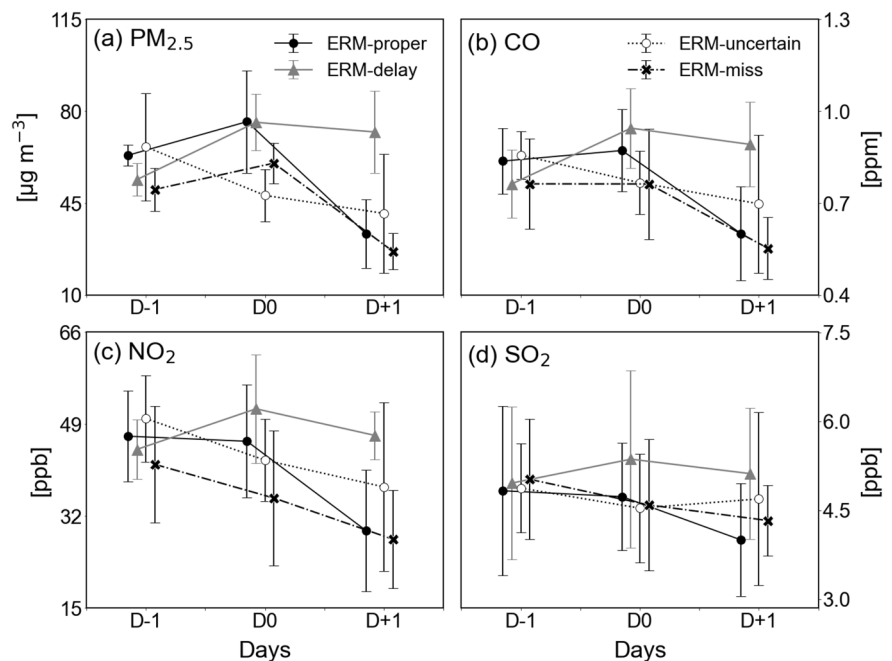 115
80
45
10
[µg m⁻³]
(a) PM₂.₅
ERM-proper
ERM-delay
D-1 D0 D+1
(b) CO
ERM-uncertain
ERM-miss
1.3
1.0
0.7
0.4
[ppm]
D-1 D0 D+1
66
49
32
15
[ppb]
(c) NO₂
D-1 D0 D+1
Days
(d) SO₂
7.5
6.0
4.5
3.0
[ppb]
D-1 D0 D+1
Days